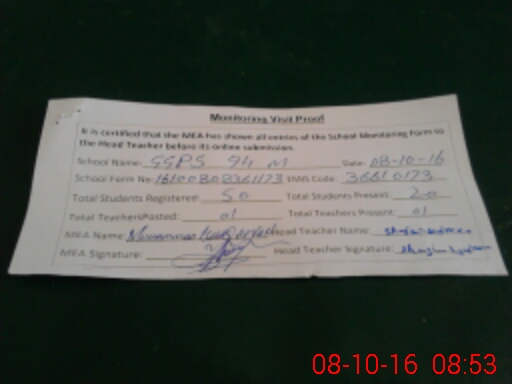 Monitoring Visit Proof
It is certified that the MEA has shown all entries of the School Monitoring Form to
the Head Teacher before its online submission.
School Name: GGPS 94 M Date: 08-10-16
School Form No: EMIS Code:
Total Students Registered: 50 Total Students Present: 20
Total Teachers Posted: 01 Total Teachers Present: 01
MEA Name: Head Teacher Name:
MEA Signature: Head Teacher Signature:
08-10-16 08:53